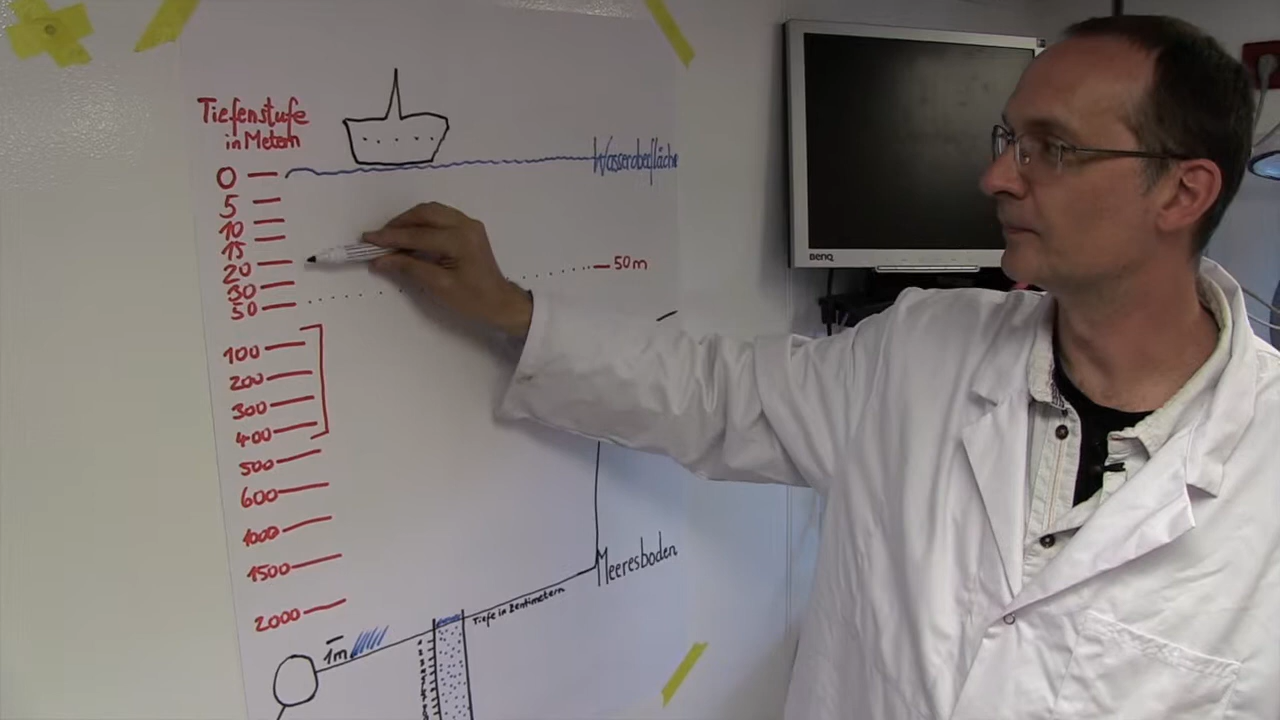 Tiefenstufe
in Metern
0
Wasseroberfläche
5
10
15
20
50m
30
50
100
200
300
400
500
600
1000
Meeresboden
1500
Tiefe in Zentimetern
2000
1m
BenQ